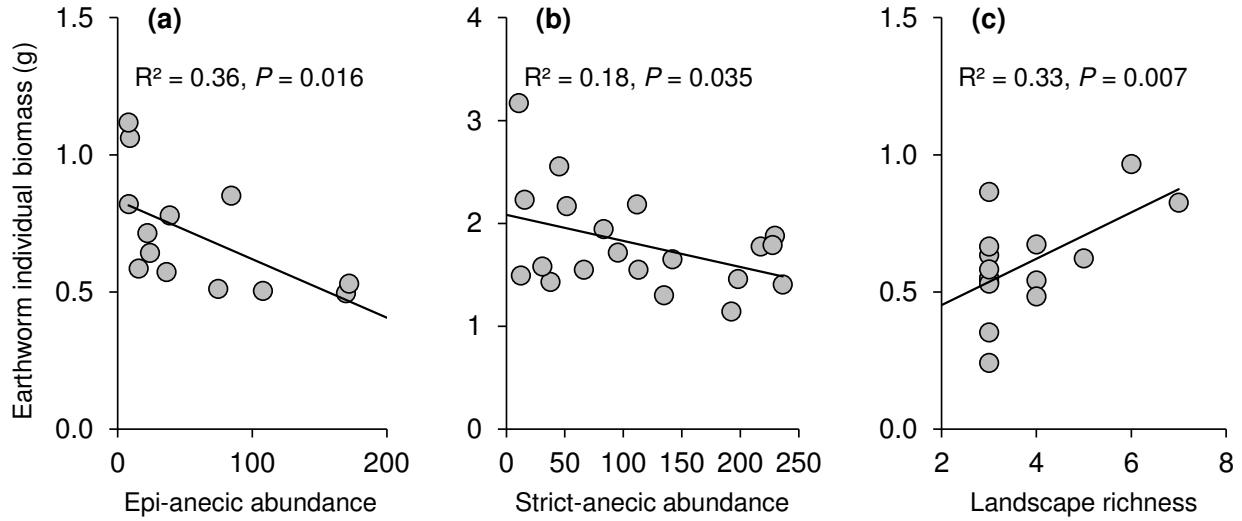 Earthworm individual biomass (g)
(a)
R² = 0.36, P = 0.016
1.5
1.0
0.5
0.0
0 100 200
Epi-anecic abundance
(b)
R² = 0.18, P = 0.035
4
3
2
1
0
0 50 100 150 200 250
Strict-anecic abundance
(c)
R² = 0.33, P = 0.007
1.5
1.0
0.5
0.0
2 4 6 8
Landscape richness